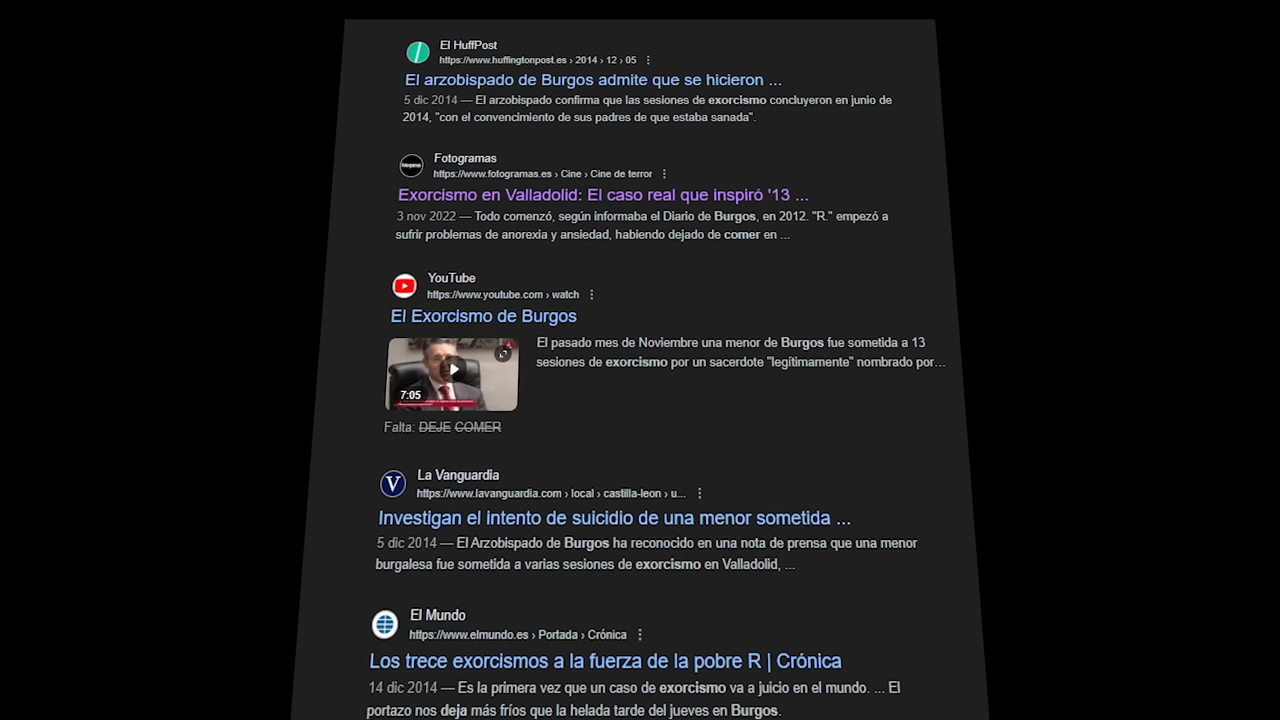 El HuffPost
https://www.huffingtonpost.es › 2014 › 12 › 05
El arzobispado de Burgos admite que se hicieron ...
5 dic 2014 — El arzobispado confirma que las sesiones de exorcismo concluyeron en junio de
2014, "con el convencimiento de sus padres de que estaba sanada".
Fotogramas
https://www.fotogramas.es › Cine › Cine de terror
Exorcismo en Valladolid: El caso real que inspiró '13 ...
3 nov 2022 — Todo comenzó, según informaba el Diario de Burgos, en 2012. "R." empezó a
sufrir problemas de anorexia y ansiedad, habiendo dejado de comer en ...
YouTube
https://www.youtube.com › watch
El Exorcismo de Burgos
El pasado mes de Noviembre una menor de Burgos fue sometida a 13
sesiones de exorcismo por un sacerdote "legítimamente" nombrado por...
7:05
Falta: DEJE COMER
V
La Vanguardia
https://www.lavanguardia.com › local › castilla-leon › u...
Investigan el intento de suicidio de una menor sometida ...
5 dic 2014 — El Arzobispado de Burgos ha reconocido en una nota de prensa que una menor
burgalesa fue sometida a varias sesiones de exorcismo en Valladolid, ...
El Mundo
https://www.elmundo.es › Portada › Crónica
Los trece exorcismos a la fuerza de la pobre R | Crónica
14 dic 2014 — Es la primera vez que un caso de exorcismo va a juicio en el mundo. ... El
portazo nos deja más fríos que la helada tarde del jueves en Burgos.